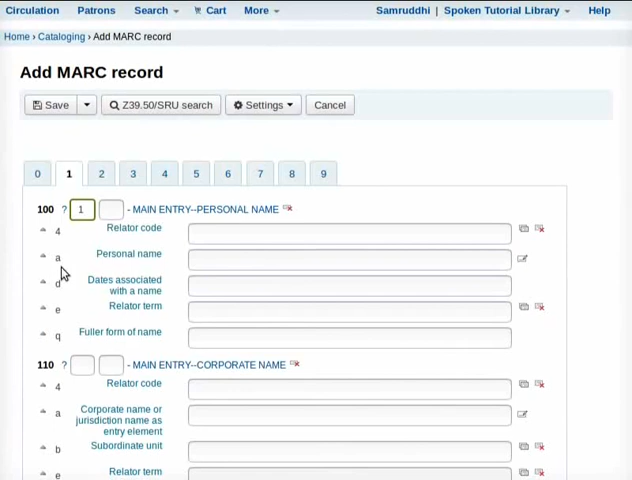 Circulation Patrons Search Cart More Samruddhi | Spoken Tutorial Library Help
Home › Cataloging › Add MARC record
Add MARC record
Save Z39.50/SRU search Settings Cancel
0 1 2 3 4 5 6 7 8 9
100 ? 1 - MAIN ENTRY--PERSONAL NAME
4 Relator code
a Personal name
d Dates associated
with a name
e Relator term
q Fuller form of name
110 ? - MAIN ENTRY--CORPORATE NAME
4 Relator code
a Corporate name or
jurisdiction name as
entry element
b Subordinate unit
e Relator term